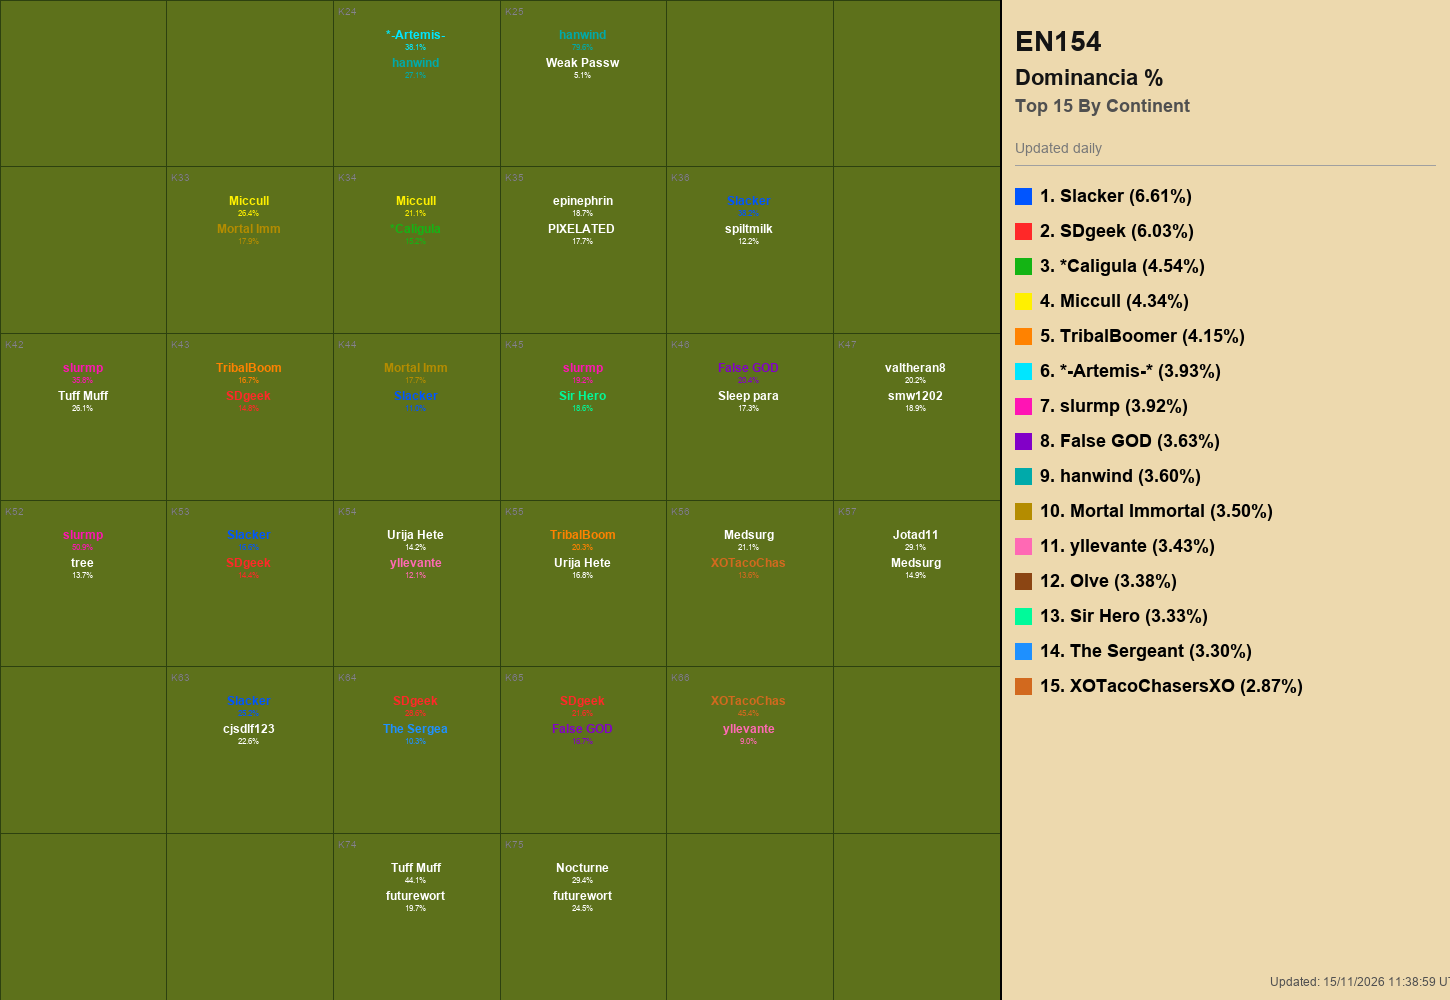 K24
*-Artemis-
38.1%
hanwind
K25
hanwind
Weak Passw
5.1%
K33
Miccull
26.4%
Mortal Imm
17.9%
K34
Miccull
21.1%
*Caligula
K35
epinephrin
18.7%
PIXELATED
17.7%
K36
Slacker
spiltmilk
12.2%
K42
slurmp
Tuff Muff
26.1%
K43
TribalBoom
16.7%
SDgeek
K44
Mortal Imm
17.7%
Slacker
K45
slurmp
Sir Hero
18.6%
K46
False GOD
20.4%
Sleep para
17.3%
K47
valtheran8
20.2%
smw1202
18.9%
K52
slurmp
tree
13.7%
K53
Slacker
SDgeek
K54
Urija Hete
14.2%
yllevante
12.1%
K55
TribalBoom
20.3%
Urija Hete
16.8%
K56
Medsurg
21.1%
XOTacoChas
K57
Jotad11
29.1%
Medsurg
14.9%
K63
Slacker
cjsdlf123
22.6%
K64
SDgeek
The Sergea
K65
SDgeek
False GOD
16.7%
K66
XOTacoChas
45.4%
yllevante
9.0%
K74
Tuff Muff
44.1%
futurewort
19.7%
K75
Nocturne
29.4%
futurewort
24.5%
EN154
Dominancia %
Top 15 By Continent
Updated daily
1. Slacker (6.61%)
2. SDgeek (6.03%)
3. *Caligula (4.54%)
4. Miccull (4.34%)
5. TribalBoomer (4.15%)
6. *-Artemis-* (3.93%)
7. slurmp (3.92%)
8. False GOD (3.63%)
9. hanwind (3.60%)
10. Mortal Immortal (3.50%)
11. yllevante (3.43%)
12. Olve (3.38%)
13. Sir Hero (3.33%)
14. The Sergeant (3.30%)
15. XOTacoChasersXO (2.87%)
Updated: 15/11/2026 11:38:59